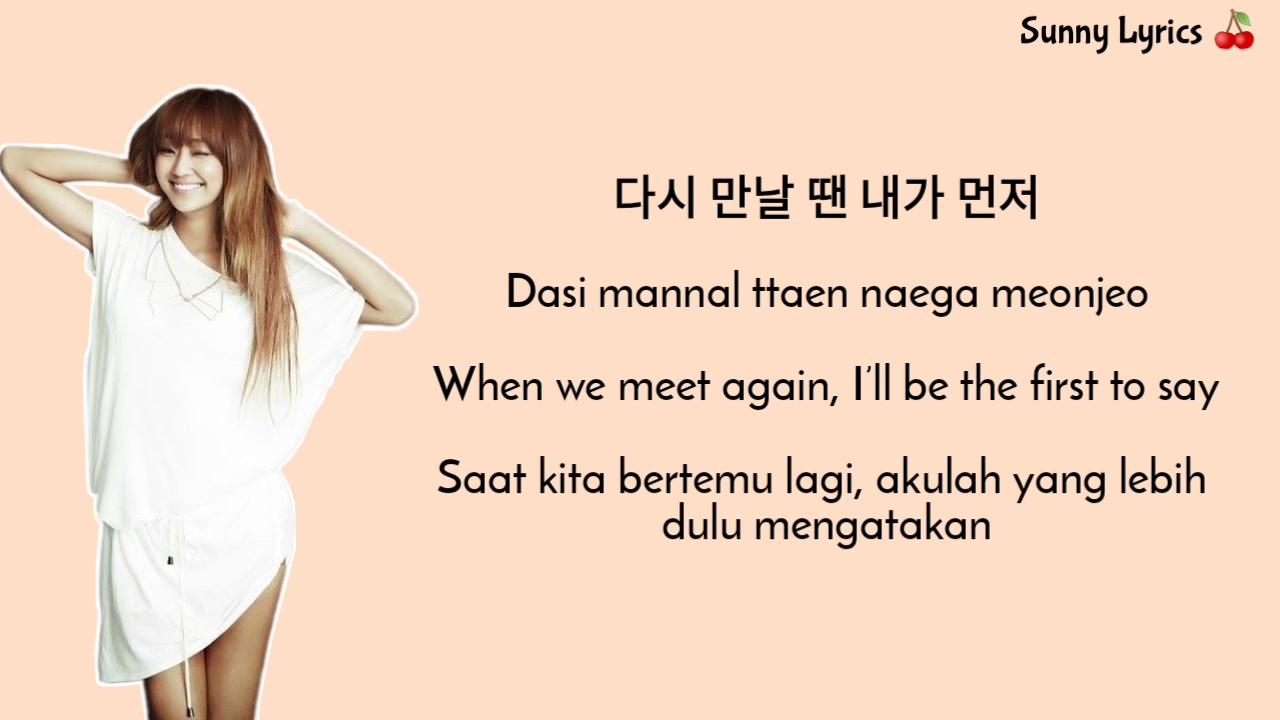 Sunny Lyrics
다시 만날 땐 내가 먼저
Dasi mannal ttaen naega meonjeo
When we meet again, I'll be the first to say
Saat kita bertemu lagi, akulah yang lebih
dulu mengatakan